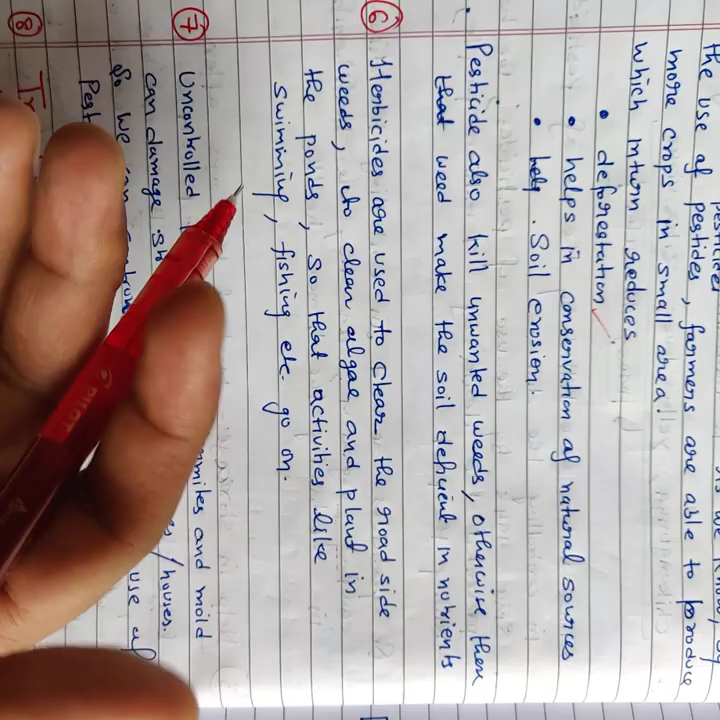 the use of pesticides, farmers are able to produce
more crops in small area.
which inturn reduces
• deforestation
• helps in conservation of natural sources
• help. Soil erosion.
• Pesticide also kill unwanted weeds, otherwise there
that weed make the soil deficient in nutrients
6 Herbicides are used to clear the road side
weeds, to clean algae and plant in
the ponds, so that activities like
swimming, fishing etc. go on.
7 Uncontrolled mites and mold
can damage /houses.
So we can use of
Pest
8
PILOT